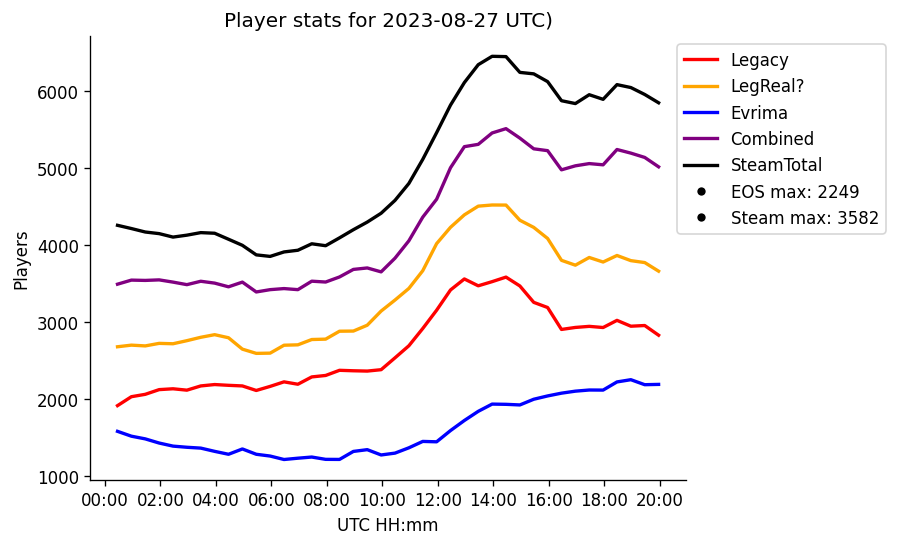 Player stats for 2023-08-27 UTC)
Legacy
LegReal?
Evrima
Combined
SteamTotal
EOS max: 2249
Steam max: 3582
Players
6000
5000
4000
3000
2000
1000
00:00 02:00 04:00 06:00 08:00 10:00 12:00 14:00 16:00 18:00 20:00
UTC HH:mm